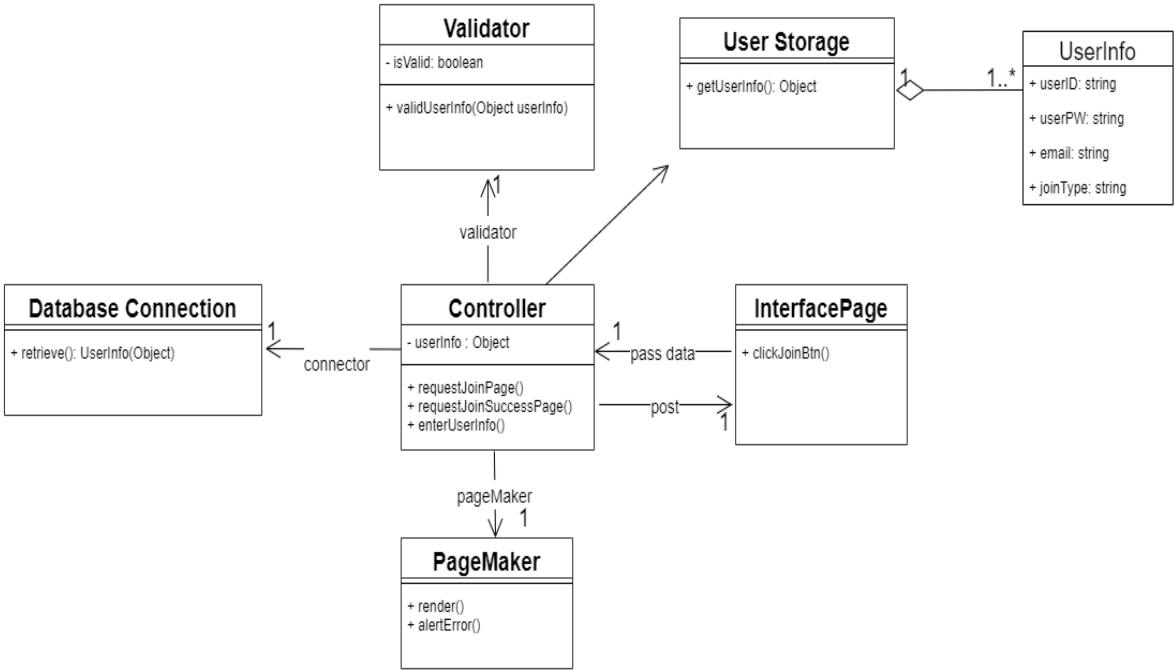 Validator
- isValid: boolean
+ validUserInfo(Object userInfo)
User Storage
+ getUserInfo(): Object
1
1..*
UserInfo
+ userID: string
+ userPW: string
+ email: string
+ joinType: string
1
validator
Database Connection
+ retrieve(): UserInfo(Object)
1
connector
Controller
- userInfo : Object
+ requestJoinPage()
+ requestJoinSuccessPage()
+ enterUserInfo()
1
pass data
post
1
InterfacePage
+ clickJoinBtn()
pageMaker
1
PageMaker
+ render()
+ alertError()